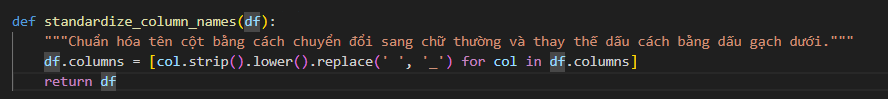 def standardize_column_names(df):
    """Chuẩn hóa tên cột bằng cách chuyển đổi sang chữ thường và thay thế dấu cách bằng dấu gạch dưới."""
    df.columns = [col.strip().lower().replace(' ', '_') for col in df.columns]
    return df